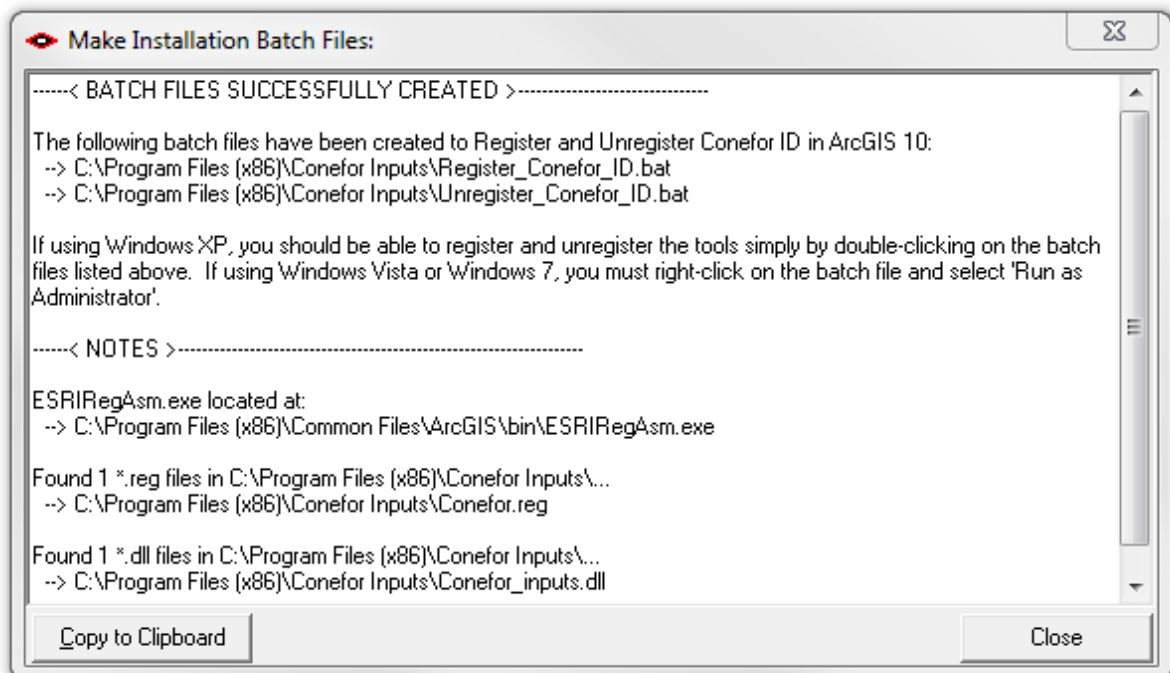 Make Installation Batch Files:
------< BATCH FILES SUCCESSFULLY CREATED >--------------------------------
The following batch files have been created to Register and Unregister Conefor ID in ArcGIS 10:
--> C:\Program Files (x86)\Conefor Inputs\Register_Conefor_ID.bat
--> C:\Program Files (x86)\Conefor Inputs\Unregister_Conefor_ID.bat
If using Windows XP, you should be able to register and unregister the tools simply by double-clicking on the batch
files listed above.  If using Windows Vista or Windows 7, you must right-click on the batch file and select 'Run as
Administrator'.
------< NOTES >--------------------------------------------------------------------
ESRIRegAsm.exe located at:
--> C:\Program Files (x86)\Common Files\ArcGIS\bin\ESRIRegAsm.exe
Found 1 *.reg files in C:\Program Files (x86)\Conefor Inputs\...
--> C:\Program Files (x86)\Conefor Inputs\Conefor.reg
Found 1 *.dll files in C:\Program Files (x86)\Conefor Inputs\...
--> C:\Program Files (x86)\Conefor Inputs\Conefor_inputs.dll
Copy to Clipboard
Close